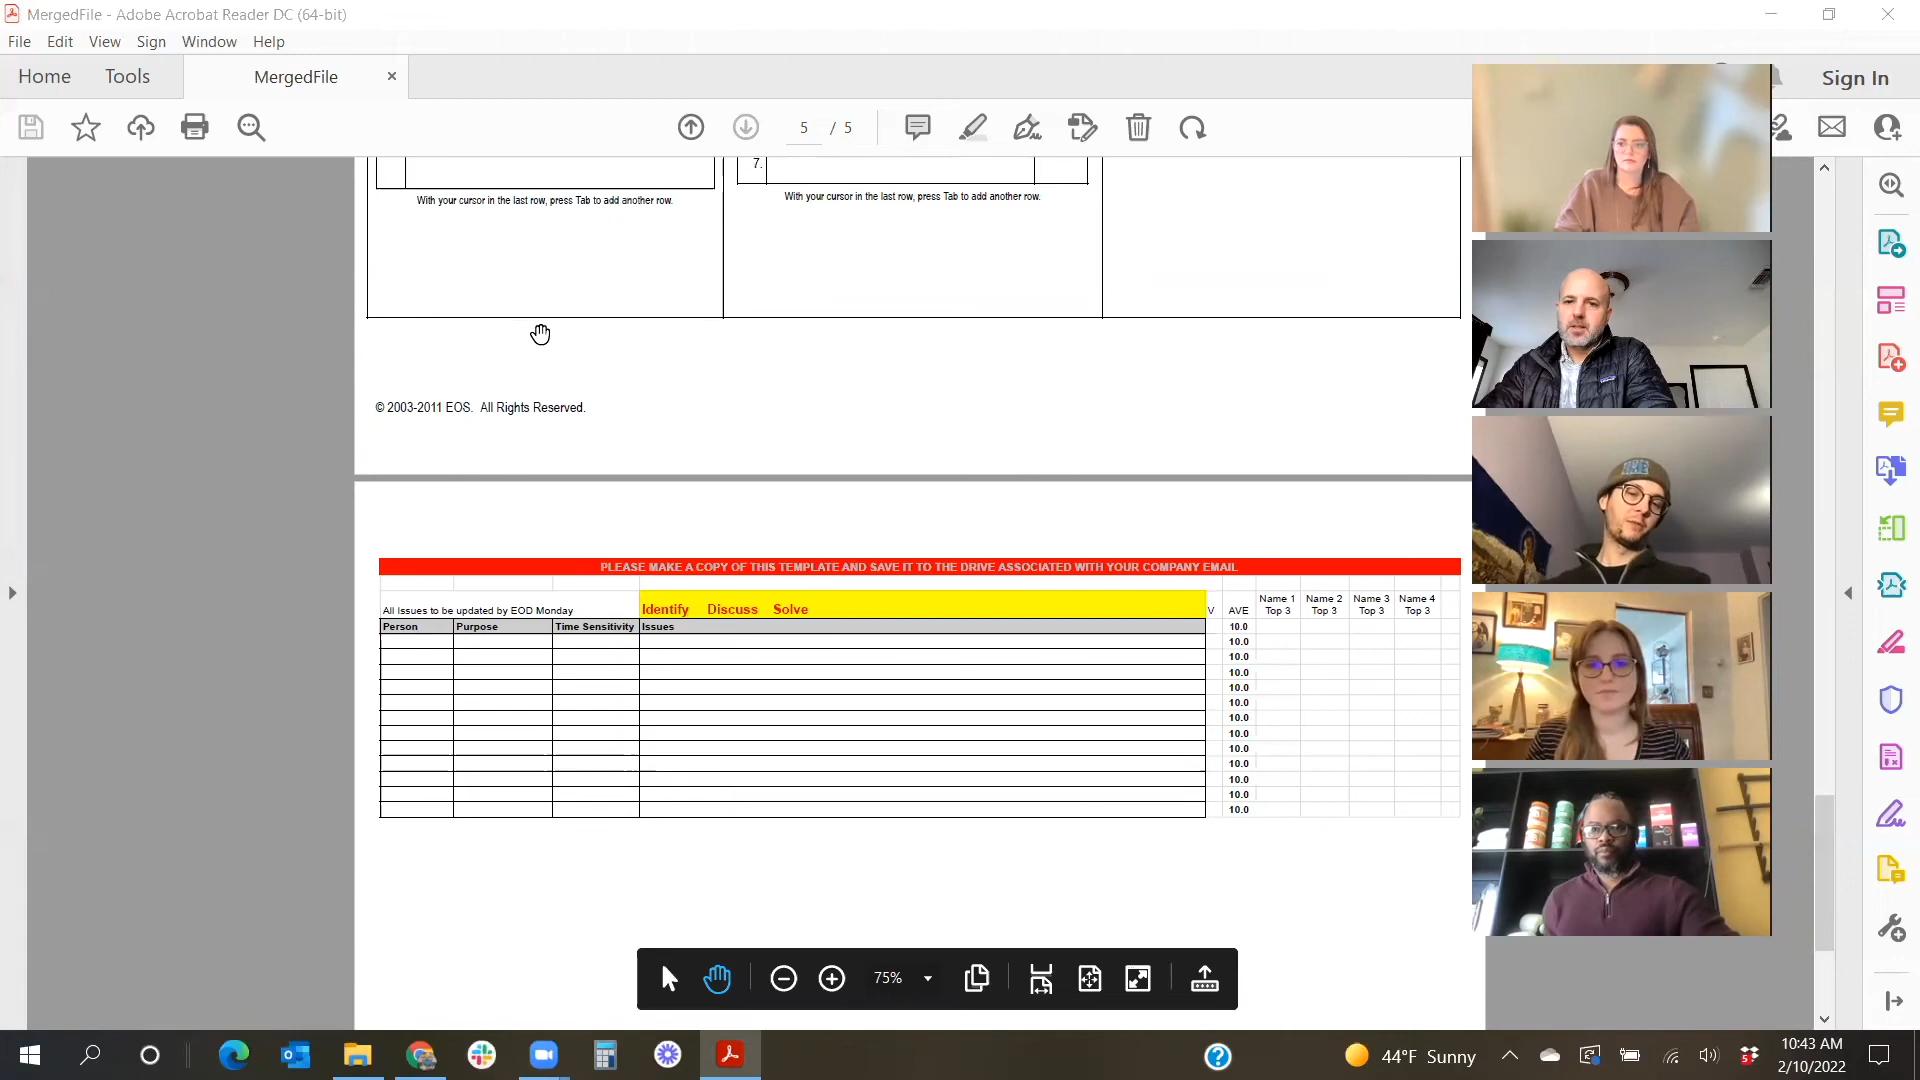 MergedFile - Adobe Acrobat Reader DC (64-bit)
File Edit View Sign Window Help
Home Tools MergedFile × Sign In
5 / 5
7.
With your cursor in the last row, press Tab to add another row.
With your cursor in the last row, press Tab to add another row.
© 2003-2011 EOS. All Rights Reserved.
PLEASE MAKE A COPY OF THIS TEMPLATE AND SAVE IT TO THE DRIVE ASSOCIATED WITH YOUR COMPANY EMAIL
Name 1 Name 2 Name 3 Name 4
All Issues to be updated by EOD Monday Identify Discuss Solve V AVE Top 3 Top 3 Top 3 Top 3
Person Purpose Time Sensitivity Issues 10.0
10.0
10.0
10.0
10.0
10.0
10.0
10.0
10.0
10.0
10.0
10.0
10.0
75%
44°F Sunny
10:43 AM
2/10/2022